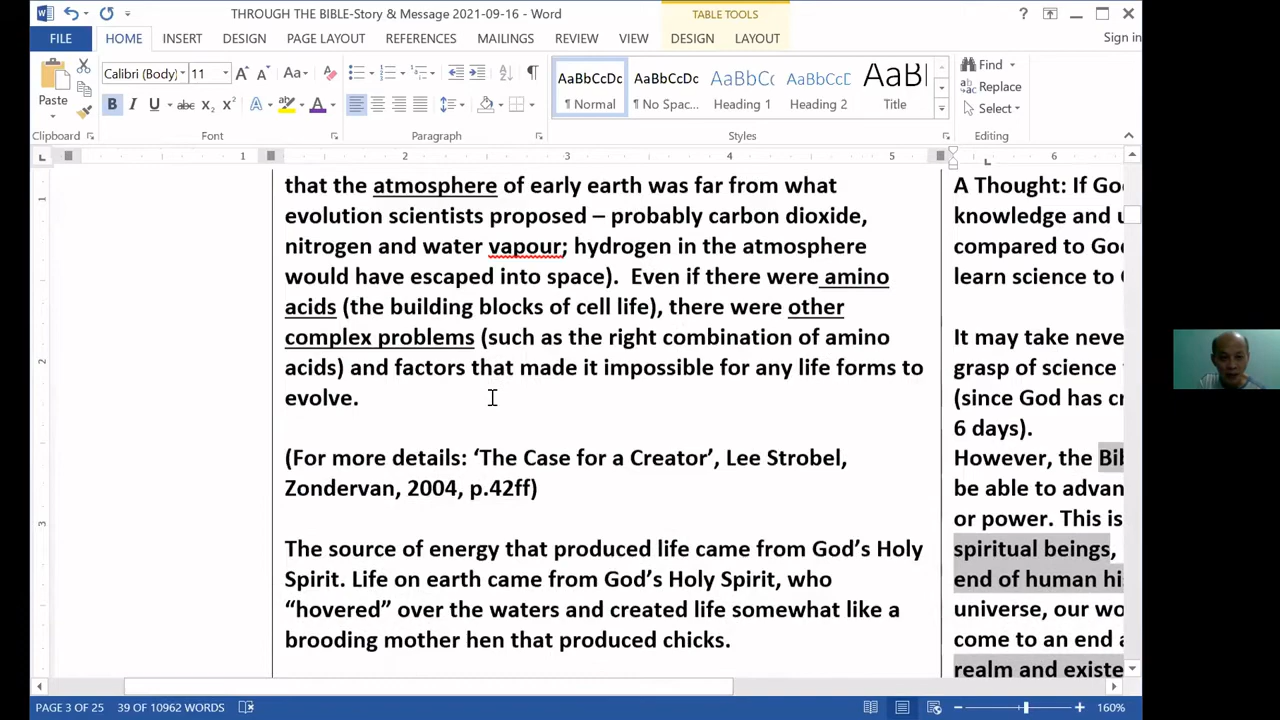 THROUGH THE BIBLE-Story & Message 2021-09-16 - Word
TABLE TOOLS
FILE HOME INSERT DESIGN PAGE LAYOUT REFERENCES MAILINGS REVIEW VIEW DESIGN LAYOUT
Sign in
Calibri (Body) 11
Paste
AaBbCcDc AaBbCcDc AaBbCc AaBbCcD AaBl
¶ Normal ¶ No Spac... Heading 1 Heading 2 Title
Find
Replace
Select
Clipboard Font Paragraph Styles Editing
1 2 3 4 5 6
that the atmosphere of early earth was far from what
evolution scientists proposed – probably carbon dioxide,
nitrogen and water vapour; hydrogen in the atmosphere
would have escaped into space). Even if there were amino
acids (the building blocks of cell life), there were other
complex problems (such as the right combination of amino
acids) and factors that made it impossible for any life forms to
evolve.
(For more details: ‘The Case for a Creator’, Lee Strobel,
Zondervan, 2004, p.42ff)
The source of energy that produced life came from God’s Holy
Spirit. Life on earth came from God’s Holy Spirit, who
“hovered” over the waters and created life somewhat like a
brooding mother hen that produced chicks.
A Thought: If Go
knowledge and u
compared to Go
learn science to
It may take neve
grasp of science
(since God has cr
6 days).
However, the Bib
be able to advan
or power. This is
spiritual beings,
end of human hi
universe, our wo
come to an end a
realm and existe
PAGE 3 OF 25 39 OF 10962 WORDS
160%